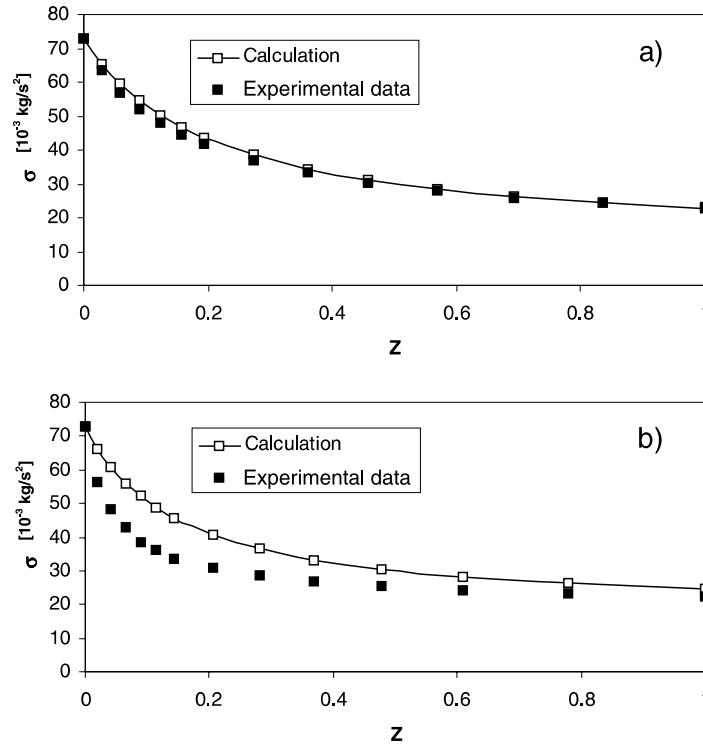 80
70
60
50
40
30
20
10
0
σ [10⁻³ kg/s²]
Calculation
Experimental data
a)
0 0.2 0.4 0.6 0.8 1
Z
80
70
60
50
40
30
20
10
0
σ [10⁻³ kg/s²]
Calculation
Experimental data
b)
0 0.2 0.4 0.6 0.8 1
Z